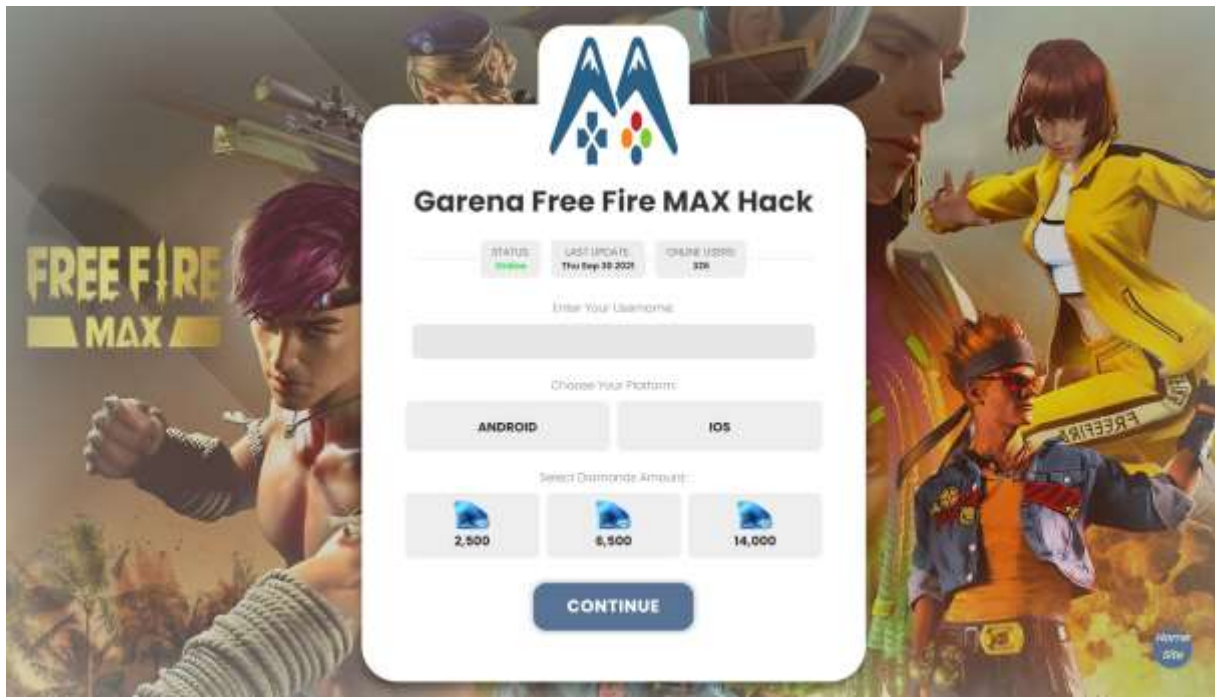 Garena Free Fire MAX Hack
STATUS:
Online
LAST UPDATE:
Thu Sep 30 2021
ONLINE USERS:
326
FREE FIRE
MAX
Enter Your Username:
Choose Your Platform:
ANDROID
IOS
FREEFIRE
Select Diamonds Amount:
2,500
6,500
14,000
CONTINUE
Home
Site